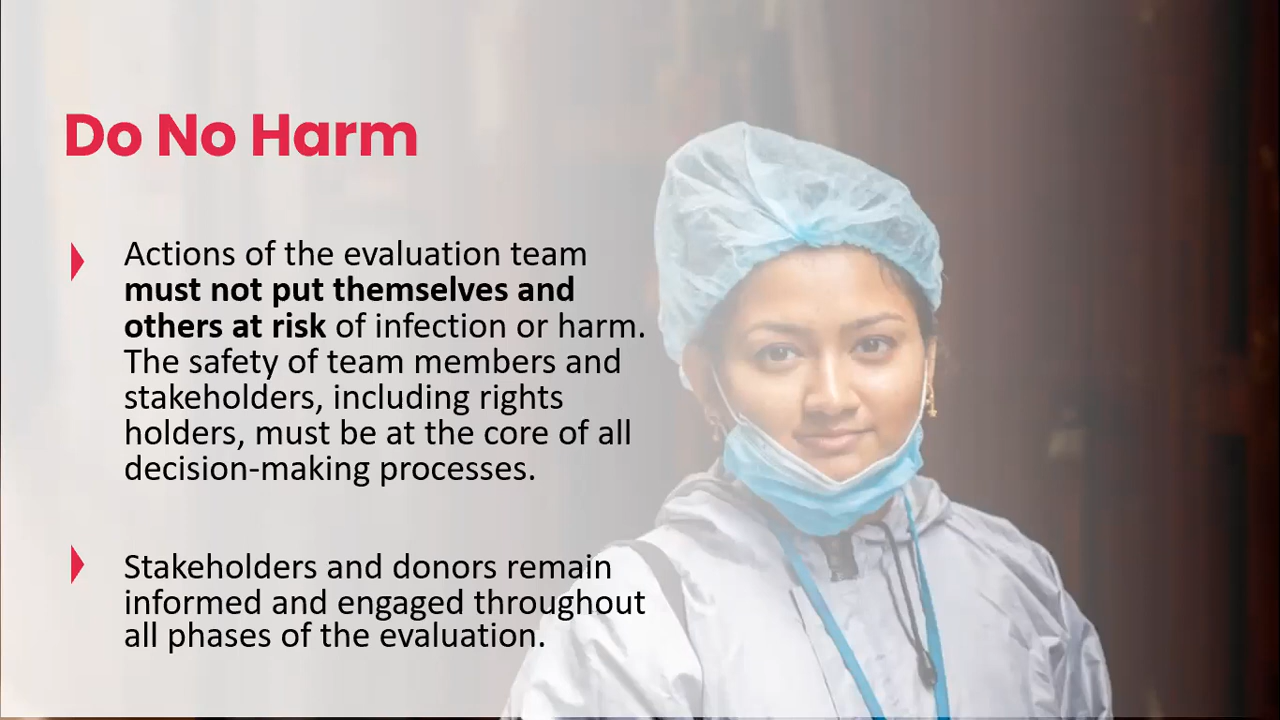 Do No Harm
Actions of the evaluation team
must not put themselves and
others at risk of infection or harm.
The safety of team members and
stakeholders, including rights
holders, must be at the core of all
decision-making processes.
Stakeholders and donors remain
informed and engaged throughout
all phases of the evaluation.